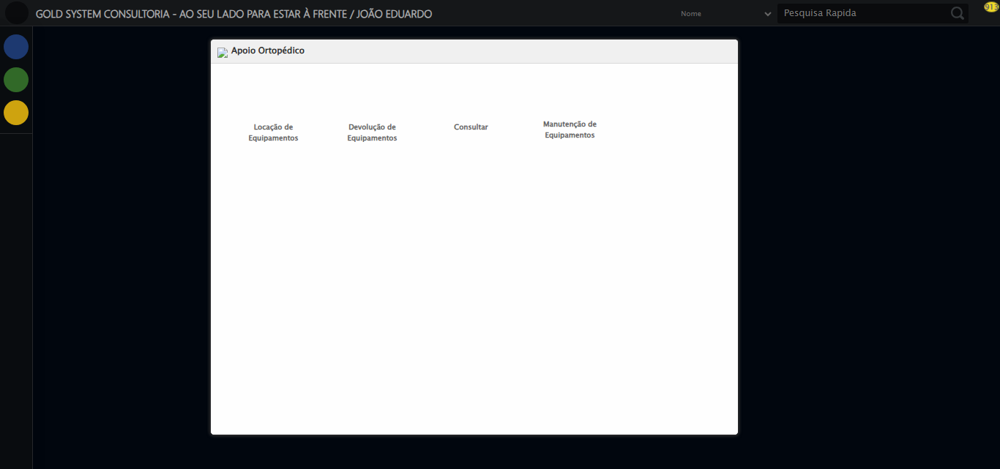 GOLD SYSTEM CONSULTORIA - AO SEU LADO PARA ESTAR À FRENTE / JOÃO EDUARDO
Nome
Pesquisa Rapida
913
Apoio Ortopédico
Locação de
Equipamentos
Devolução de
Equipamentos
Consultar
Manutenção de
Equipamentos